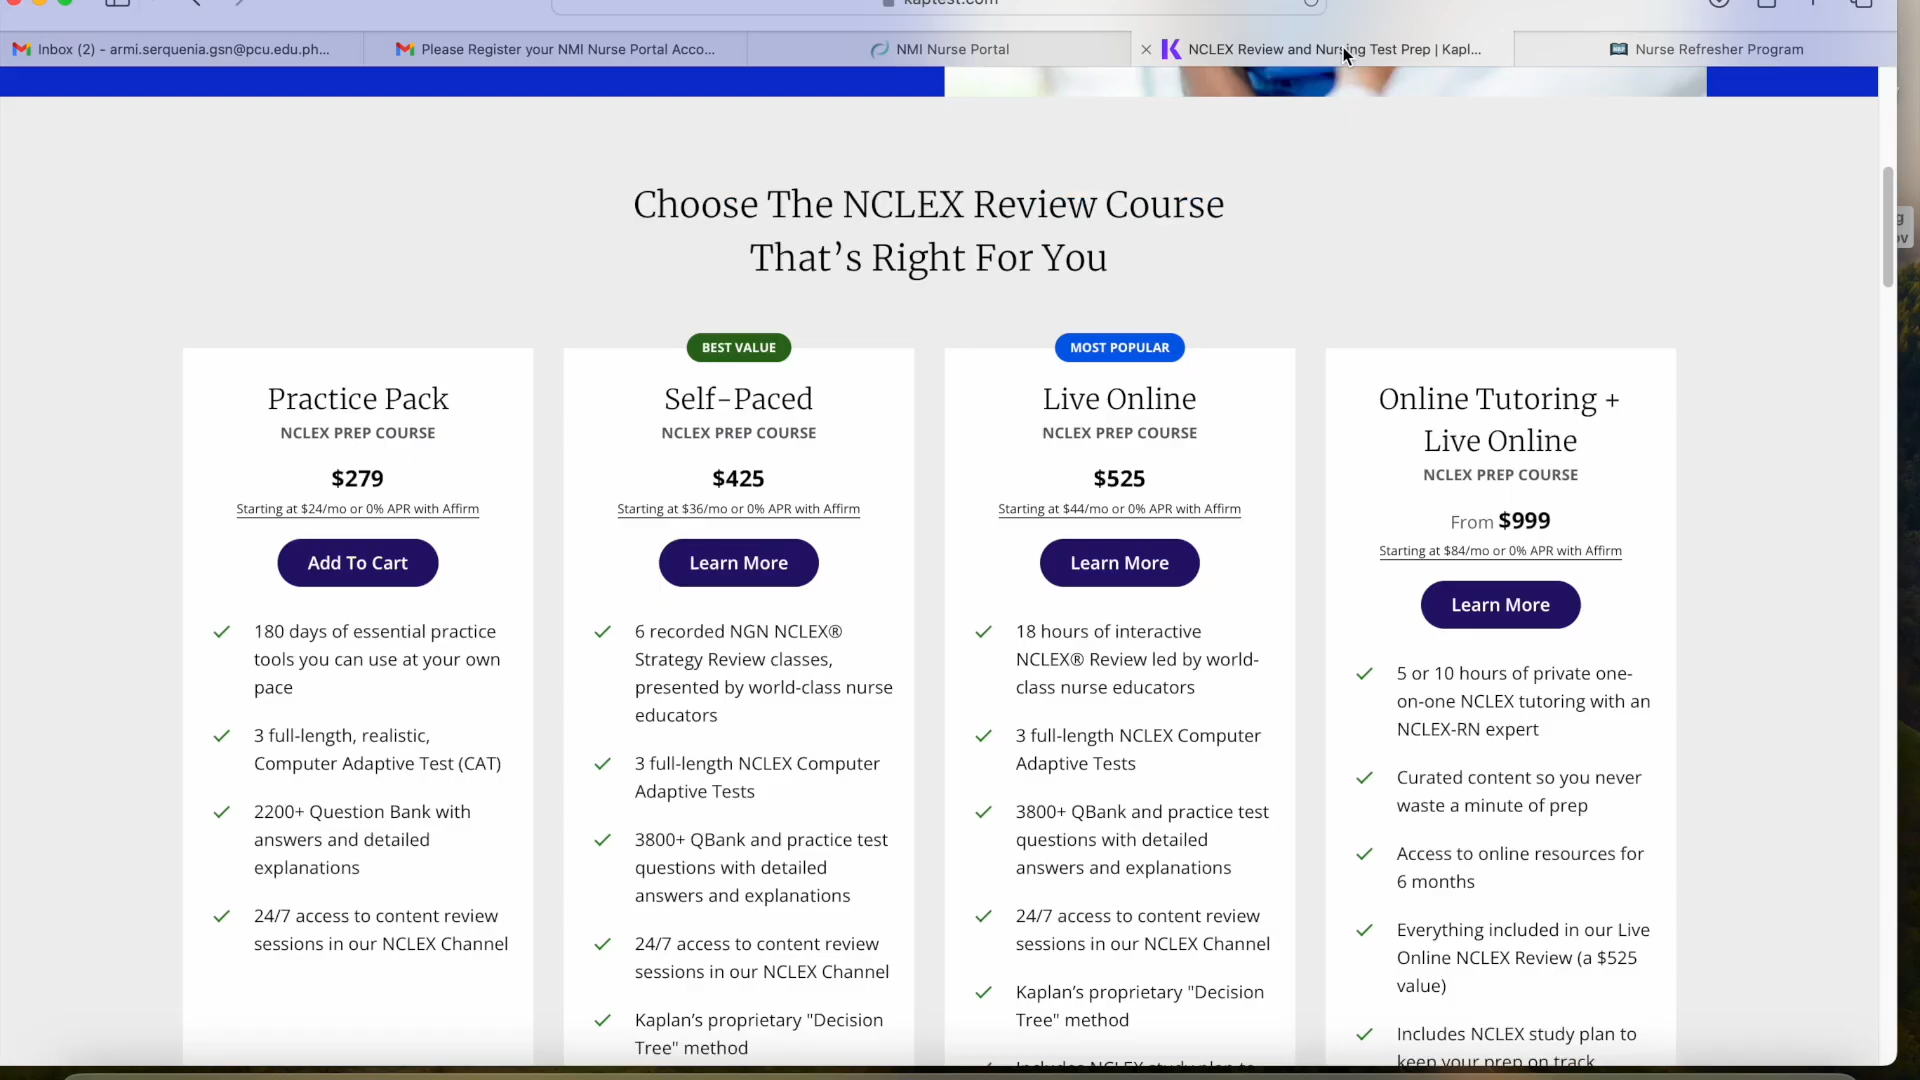 kaptest.com
Inbox (2) - armi.serquenia.gsn@pcu.edu.ph...
Please Register your NMI Nurse Portal Acco...
NMI Nurse Portal
NCLEX Review and Nursing Test Prep | Kapl...
Nurse Refresher Program
Choose The NCLEX Review Course
That’s Right For You
Practice Pack
NCLEX PREP COURSE
$279
Starting at $24/mo or 0% APR with Affirm
Add To Cart
180 days of essential practice
tools you can use at your own
pace
3 full-length, realistic,
Computer Adaptive Test (CAT)
2200+ Question Bank with
answers and detailed
explanations
24/7 access to content review
sessions in our NCLEX Channel
BEST VALUE
Self-Paced
NCLEX PREP COURSE
$425
Starting at $36/mo or 0% APR with Affirm
Learn More
6 recorded NGN NCLEX®
Strategy Review classes,
presented by world-class nurse
educators
3 full-length NCLEX Computer
Adaptive Tests
3800+ QBank and practice test
questions with detailed
answers and explanations
24/7 access to content review
sessions in our NCLEX Channel
Kaplan’s proprietary "Decision
Tree" method
MOST POPULAR
Live Online
NCLEX PREP COURSE
$525
Starting at $44/mo or 0% APR with Affirm
Learn More
18 hours of interactive
NCLEX® Review led by world-
class nurse educators
3 full-length NCLEX Computer
Adaptive Tests
3800+ QBank and practice test
questions with detailed
answers and explanations
24/7 access to content review
sessions in our NCLEX Channel
Kaplan’s proprietary "Decision
Tree" method
Includes NCLEX study plan to
Online Tutoring +
Live Online
NCLEX PREP COURSE
From $999
Starting at $84/mo or 0% APR with Affirm
Learn More
5 or 10 hours of private one-
on-one NCLEX tutoring with an
NCLEX-RN expert
Curated content so you never
waste a minute of prep
Access to online resources for
6 months
Everything included in our Live
Online NCLEX Review (a $525
value)
Includes NCLEX study plan to
keep your prep on track